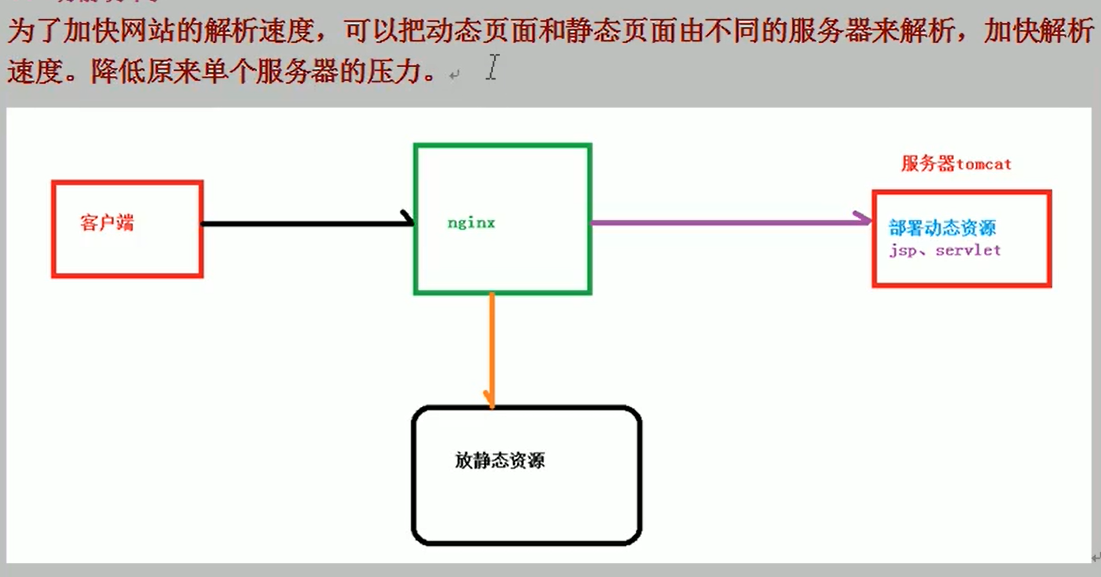 为了加快网站的解析速度，可以把动态页面和静态页面由不同的服务器来解析，加快解析
速度。降低原来单个服务器的压力。
服务器tomcat
客户端
nginx
部署动态资源
jsp、servlet
放静态资源